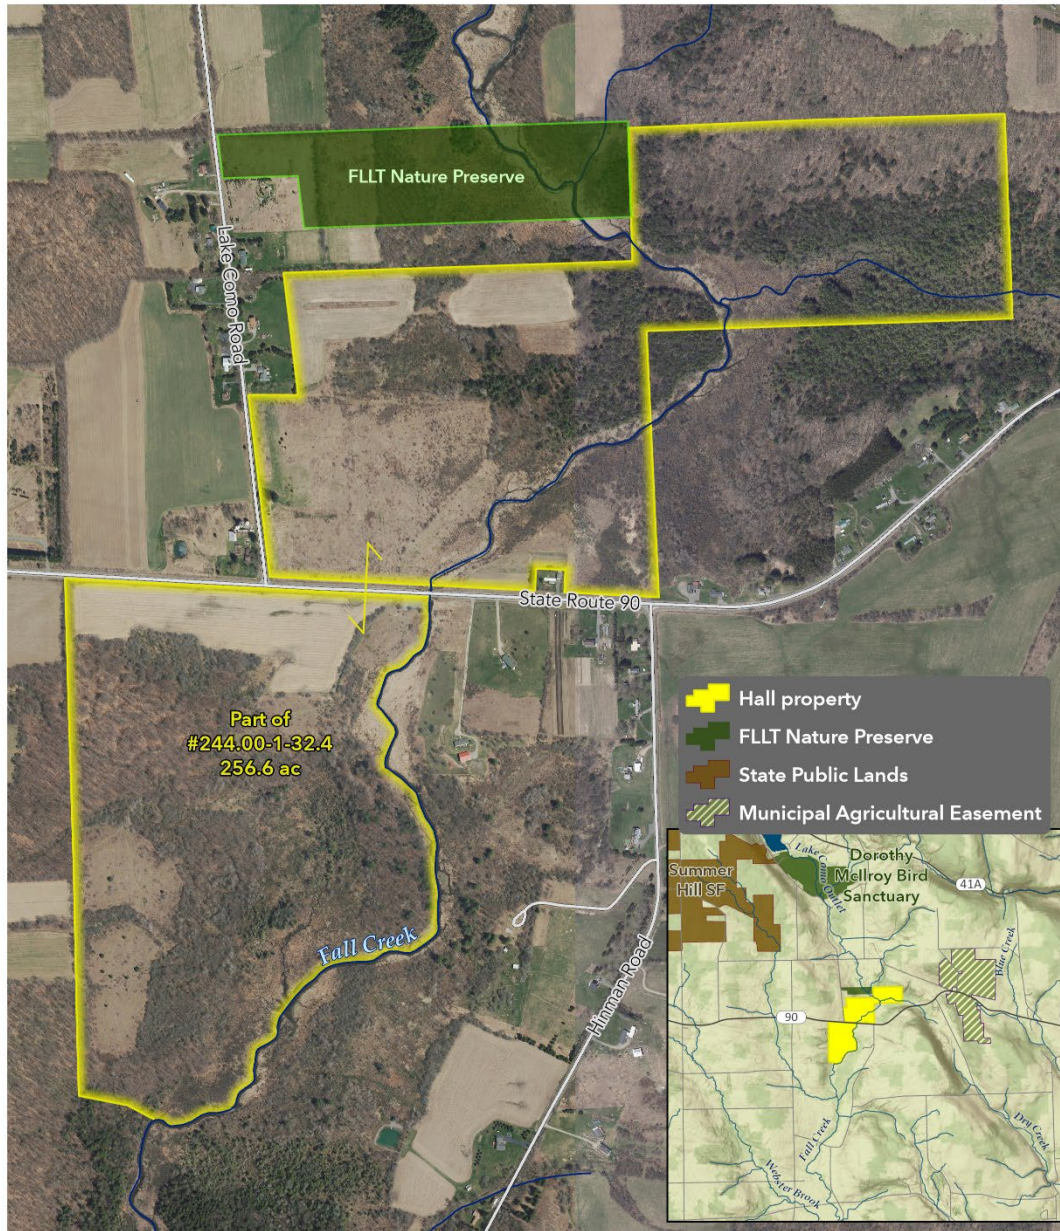 FLLT Nature Preserve
Lake Como Road
State Route 90
Part of
#244.00-1-32.4
256.6 ac
Fall Creek
Hinman Road
Hall property
FLLT Nature Preserve
State Public Lands
Municipal Agricultural Easement
Summer
Hill SF
Lake Como Outlet
Dorothy
McIlroy Bird
Sanctuary
41A
Blue Creek
90
Fall Creek
Dry Creek
Webster Brook